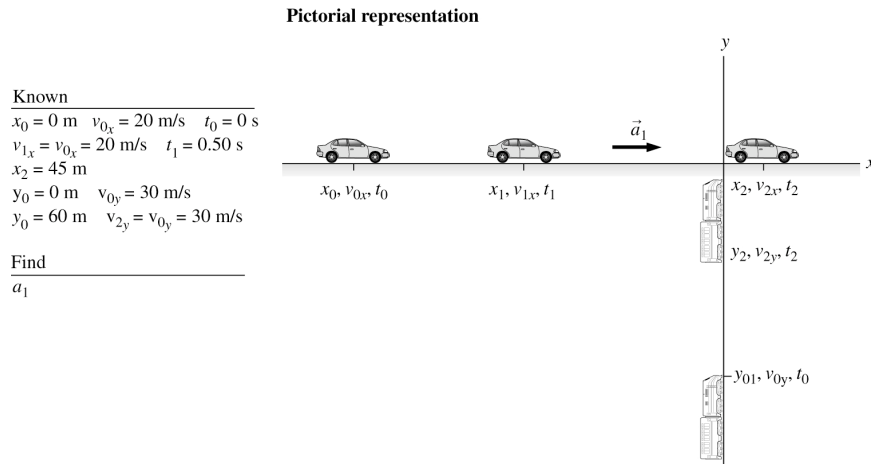 Pictorial representation
Known
x₀ = 0 m v₀ₓ = 20 m/s t₀ = 0 s
v₁ₓ = v₀ₓ = 20 m/s t₁ = 0.50 s
x₂ = 45 m
y₀ = 0 m v₀y = 30 m/s
y₀ = 60 m v₂y = v₀y = 30 m/s
Find
a₁
y
a⃗₁
x
x₀, v₀ₓ, t₀
x₁, v₁ₓ, t₁
x₂, v₂ₓ, t₂
y₂, v₂y, t₂
y₀₁, v₀y, t₀